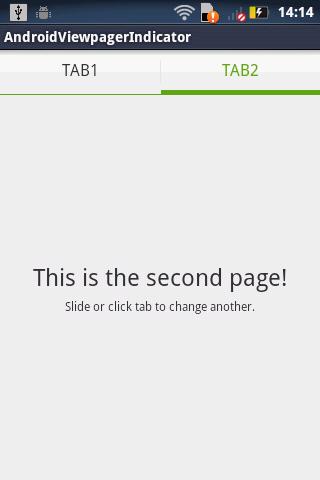 14:14
AndroidViewpagerIndicator
TAB1 TAB2
This is the second page!
Slide or click tab to change another.